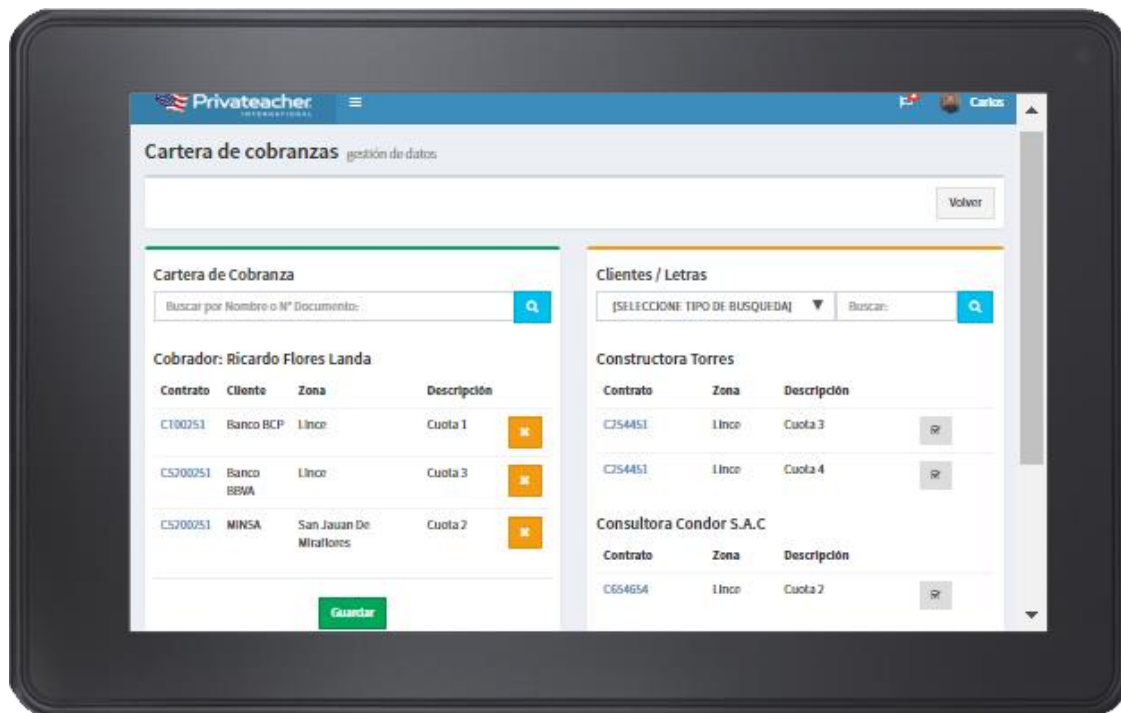 Privateacher
INTERNATIONAL
Carlos
Cartera de cobranzas gestión de datos
Volver
Cartera de Cobranza
Buscar por Nombre o N° Documento:
Cobrador: Ricardo Flores Landa
Contrato Cliente Zona Descripción
C100251 Banco BCP Lince Cuota 1
C5200251 Banco BBVA Lince Cuota 3
C5200251 MINSA San Jauan De Miraflores Cuota 2
Guardar
Clientes / Letras
[SELECCIONE TIPO DE BUSQUEDA] Buscar:
Constructora Torres
Contrato Zona Descripción
C254451 Lince Cuota 3
C254451 Lince Cuota 4
Consultora Condor S.A.C
Contrato Zona Descripción
C654654 Lince Cuota 2